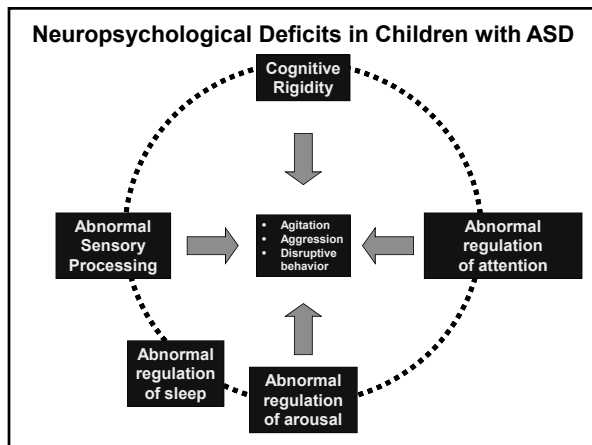 Neuropsychological Deficits in Children with ASD
Cognitive
Rigidity
Abnormal
Sensory
Processing
• Agitation
• Aggression
• Disruptive
behavior
Abnormal
regulation
of attention
Abnormal
regulation
of sleep
Abnormal
regulation
of arousal